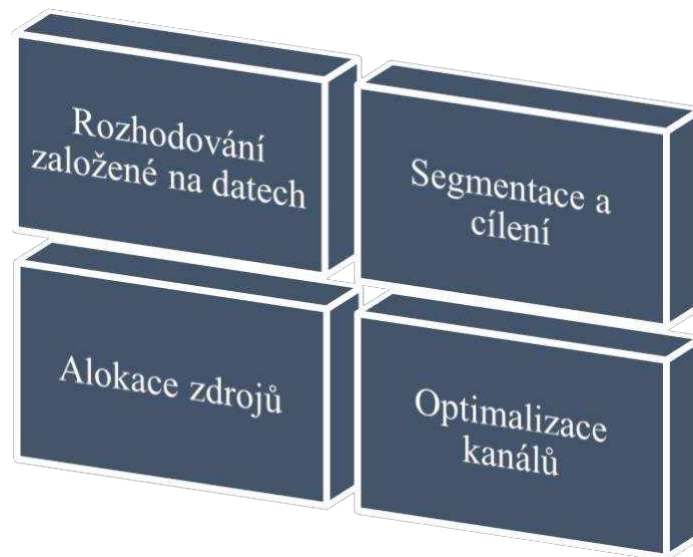 Rozhodování
založené na datech
Segmentace a
cílení
Alokace zdrojů
Optimalizace
kanálů